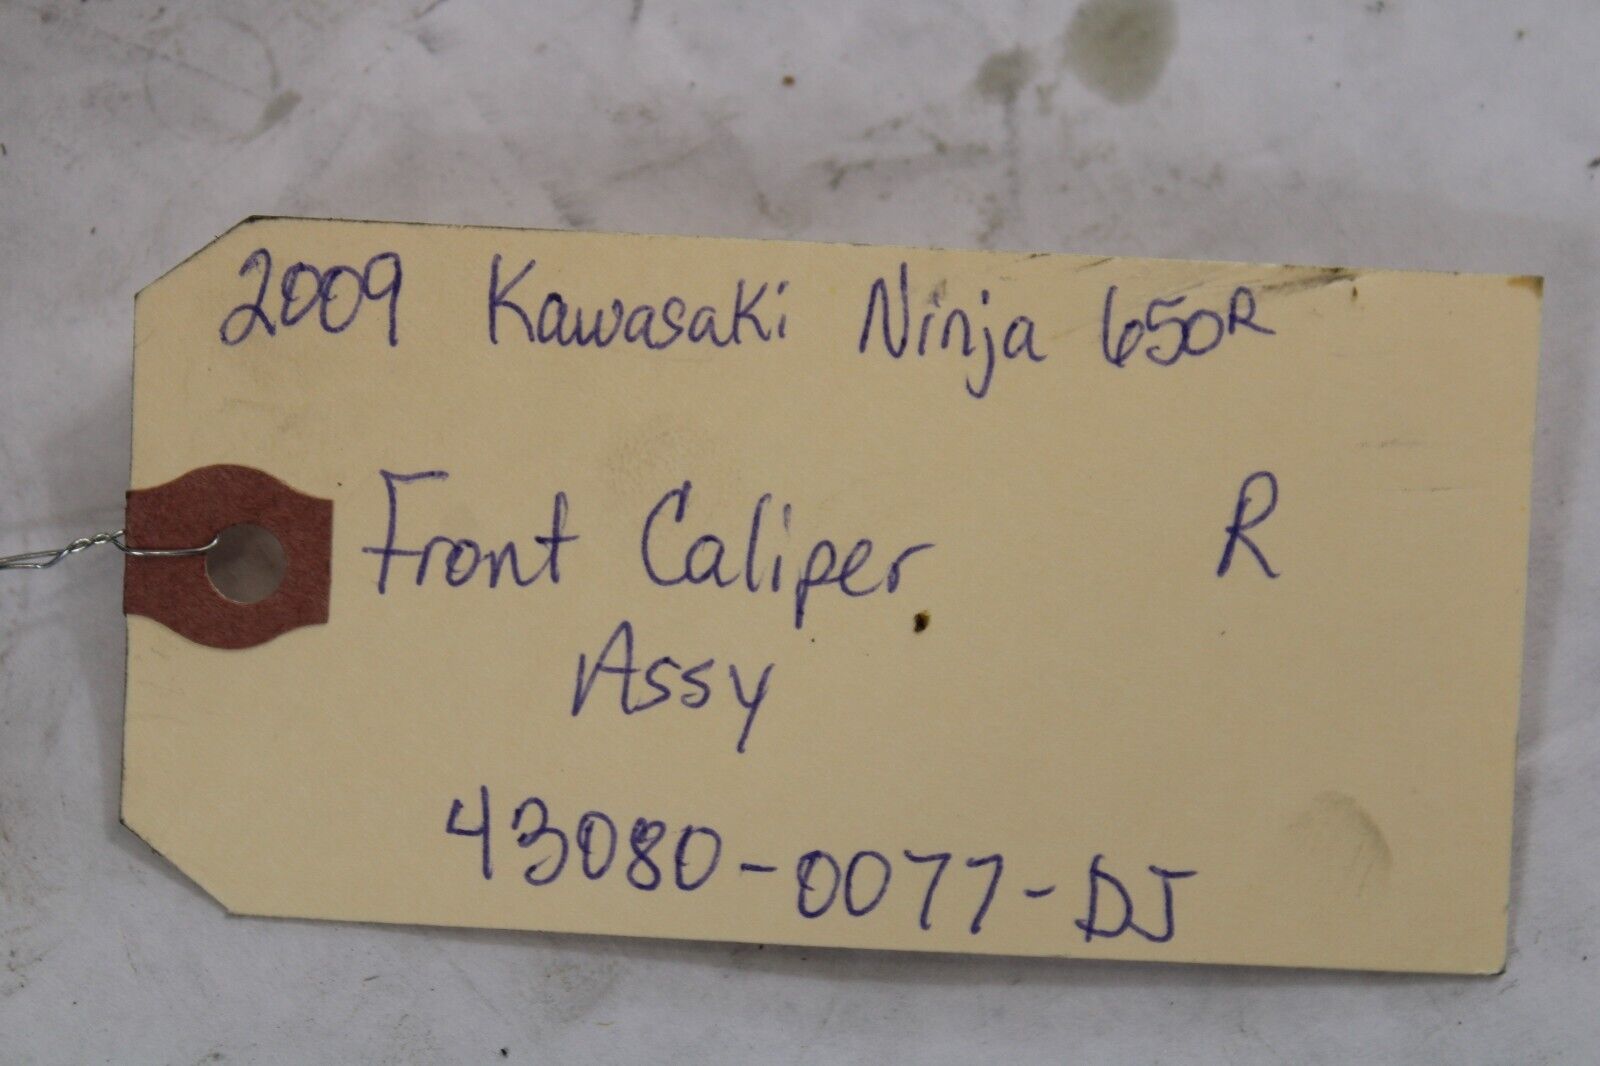 2009 Kawasaki Ninja 650R
Front Caliper R
Assy
43080-0077-DJ